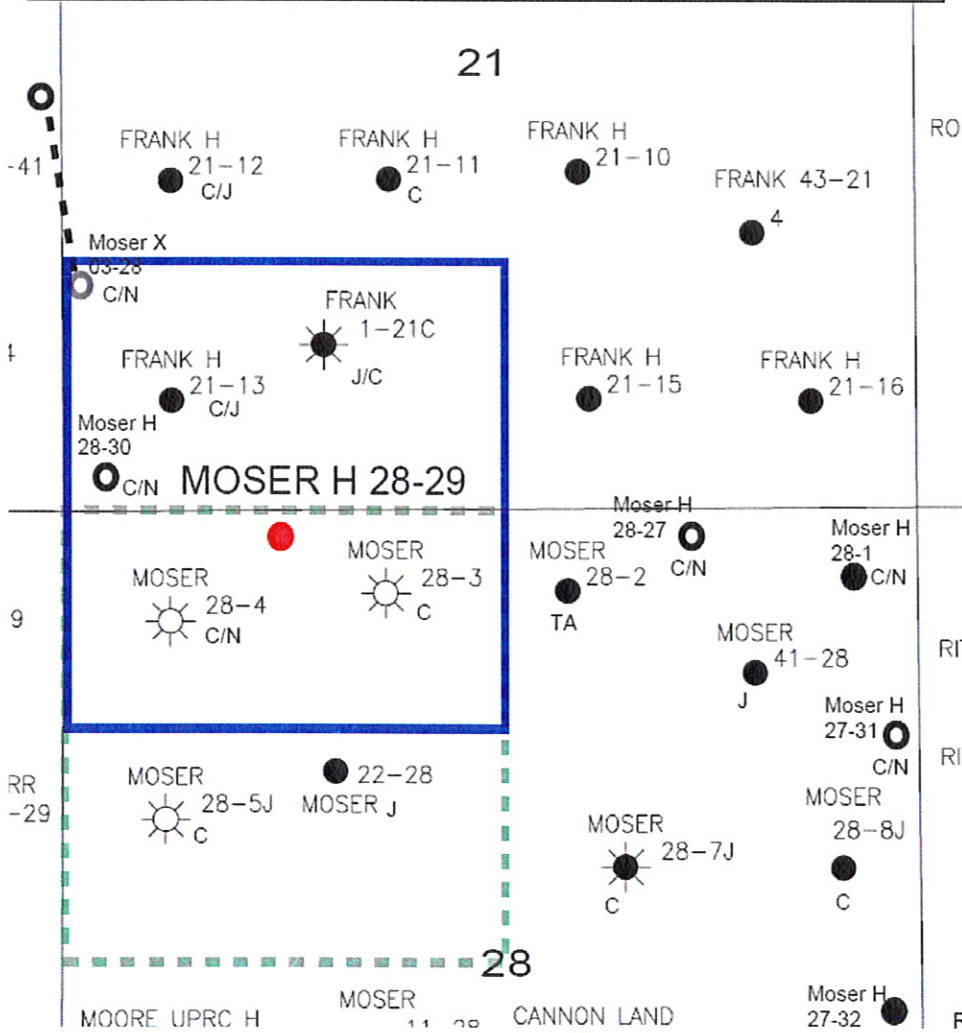 21
FRANK H
21-12
C/J
FRANK H
21-11
C
FRANK H
21-10
FRANK 43-21
4
RO
-41
Moser X
03-28
C/N
FRANK
1-21C
J/C
FRANK H
21-13
C/J
FRANK H
21-15
FRANK H
21-16
Moser H
28-30
C/N
MOSER H 28-29
Moser H
28-27
C/N
Moser H
28-1
C/N
MOSER
28-4
C/N
MOSER
28-3
C
MOSER
28-2
TA
9
MOSER
41-28
J
RI
Moser H
27-31
C/N
RI
RR
-29
MOSER
28-5J
C
22-28
MOSER J
MOSER
28-7J
C
MOSER
28-8J
C
28
MOORE UPRC H
MOSER
11-28
CANNON LAND
Moser H
27-32